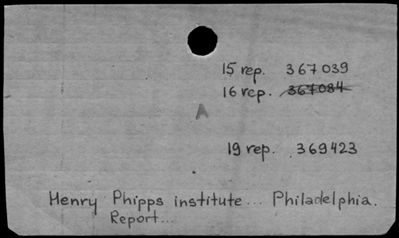 15 rep. 367039
16 rep. 367084
A
19 rep. 369423
Henry Phipps institute... Philadelphia.
Report...